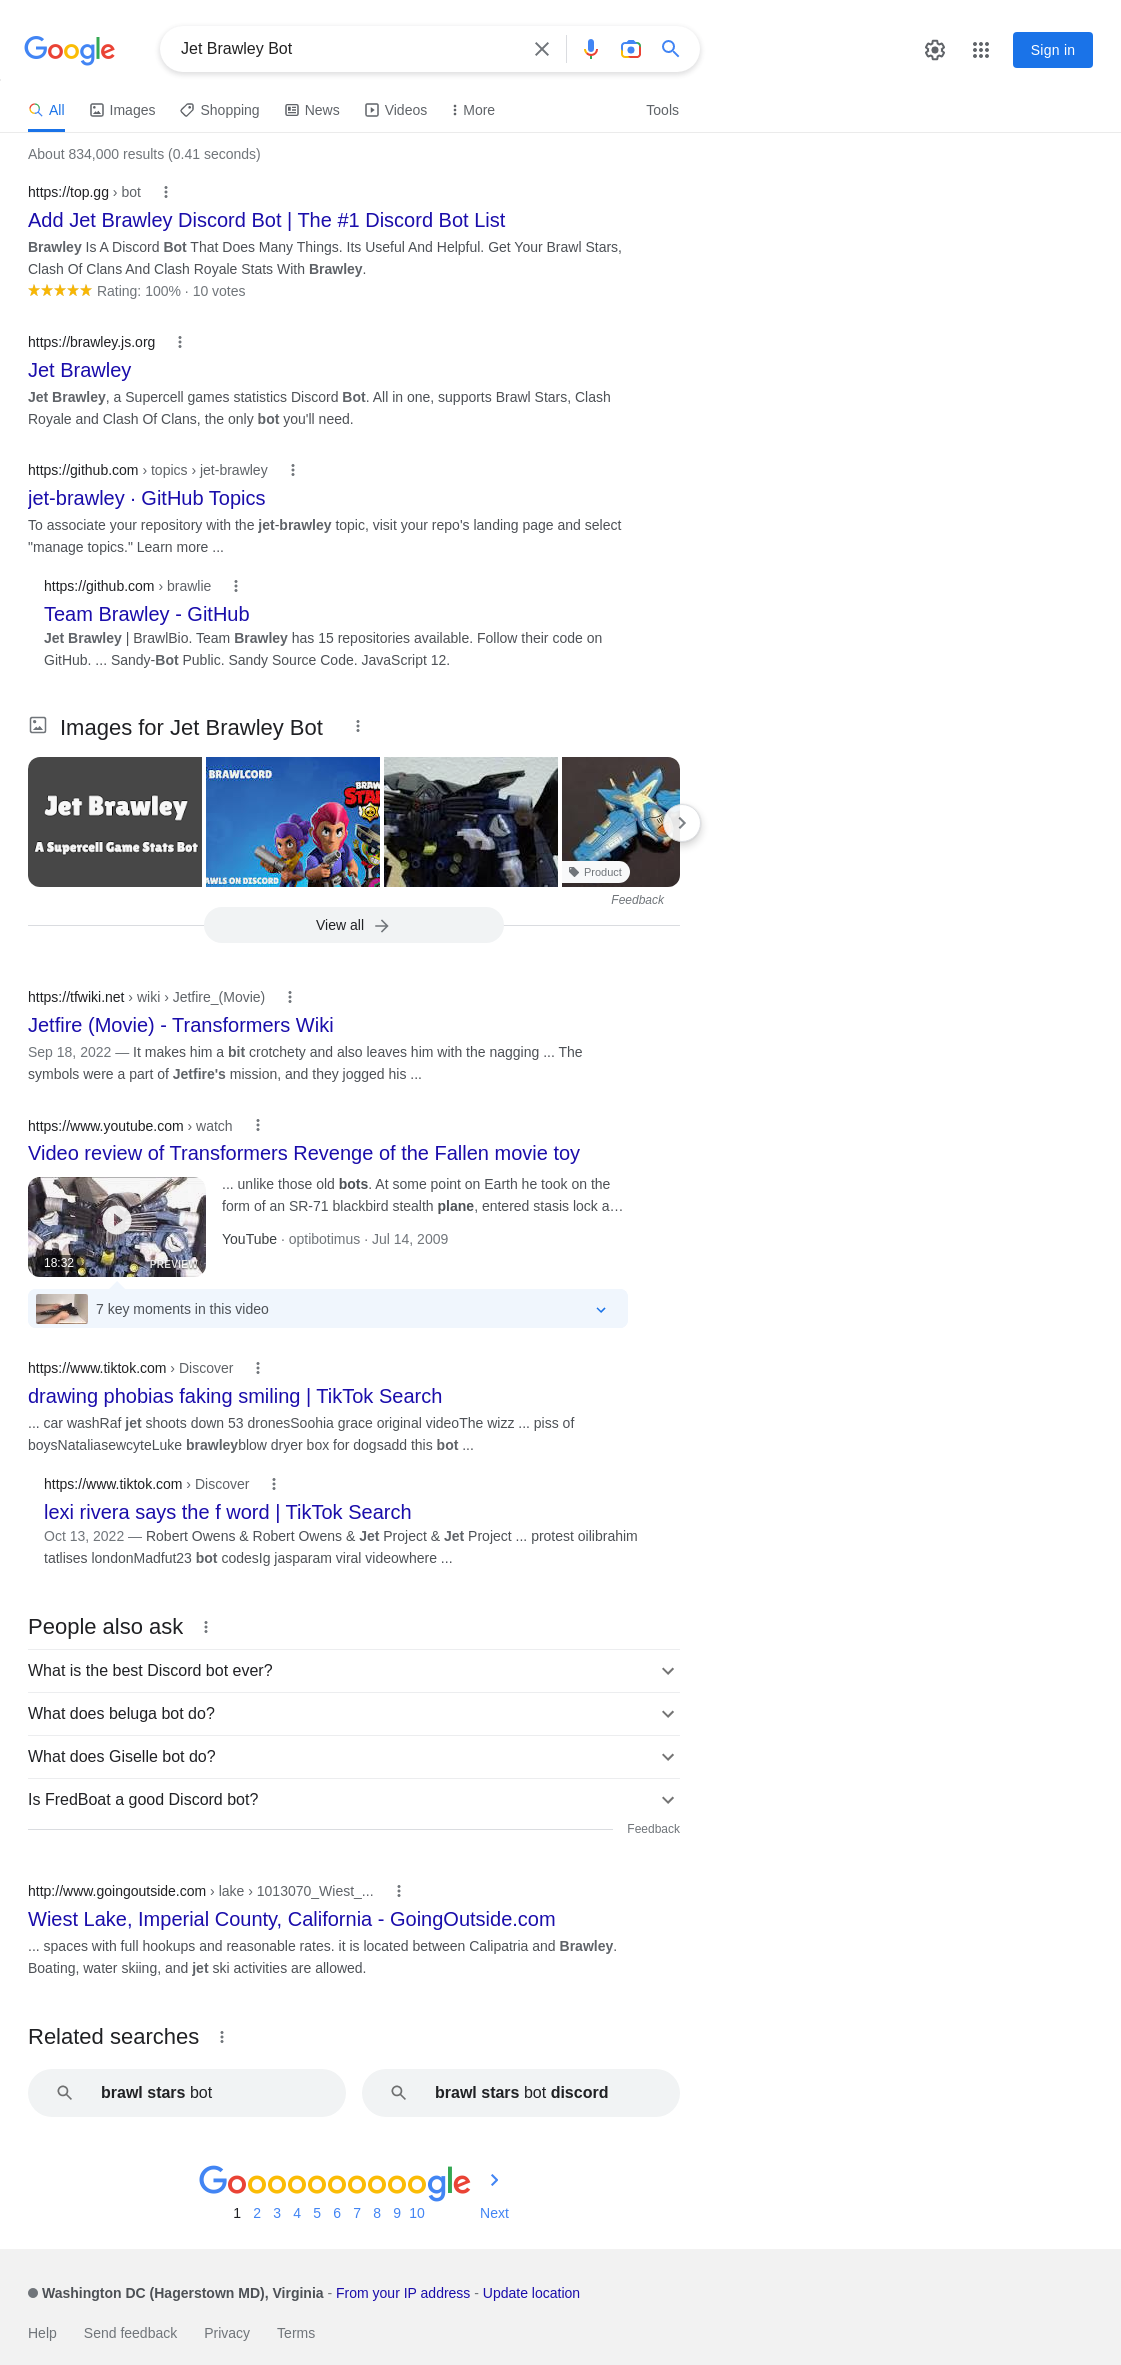 Google
Jet Brawley Bot
Sign in
All
Images
Shopping
News
Videos
More
Tools
About 834,000 results (0.41 seconds)
https://top.gg › bot
Add Jet Brawley Discord Bot | The #1 Discord Bot List
Brawley Is A Discord Bot That Does Many Things. Its Useful And Helpful. Get Your Brawl Stars,
Clash Of Clans And Clash Royale Stats With Brawley.
Rating: 100% · 10 votes
https://brawley.js.org
Jet Brawley
Jet Brawley, a Supercell games statistics Discord Bot. All in one, supports Brawl Stars, Clash
Royale and Clash Of Clans, the only bot you'll need.
https://github.com › topics › jet-brawley
jet-brawley · GitHub Topics
To associate your repository with the jet-brawley topic, visit your repo's landing page and select
"manage topics." Learn more ...
https://github.com › brawlie
Team Brawley - GitHub
Jet Brawley | BrawlBio. Team Brawley has 15 repositories available. Follow their code on
GitHub. ... Sandy-Bot Public. Sandy Source Code. JavaScript 12.
Images for Jet Brawley Bot
Jet Brawley
A Supercell Game Stats Bot
BRAWLCORD
BRAW
STA
AWLS ON DISCORD
Product
Feedback
View all
https://tfwiki.net › wiki › Jetfire_(Movie)
Jetfire (Movie) - Transformers Wiki
Sep 18, 2022 — It makes him a bit crotchety and also leaves him with the nagging ... The
symbols were a part of Jetfire's mission, and they jogged his ...
https://www.youtube.com › watch
Video review of Transformers Revenge of the Fallen movie toy
... unlike those old bots. At some point on Earth he took on the
form of an SR-71 blackbird stealth plane, entered stasis lock a…
YouTube · optibotimus · Jul 14, 2009
18:32
PREVIEW
7 key moments in this video
https://www.tiktok.com › Discover
drawing phobias faking smiling | TikTok Search
... car washRaf jet shoots down 53 dronesSoohia grace original videoThe wizz ... piss of
boysNataliasewcyteLuke brawleyblow dryer box for dogsadd this bot ...
https://www.tiktok.com › Discover
lexi rivera says the f word | TikTok Search
Oct 13, 2022 — Robert Owens & Robert Owens & Jet Project & Jet Project ... protest oilibrahim
tatlises londonMadfut23 bot codesIg jasparam viral videowhere ...
People also ask
What is the best Discord bot ever?
What does beluga bot do?
What does Giselle bot do?
Is FredBoat a good Discord bot?
Feedback
http://www.goingoutside.com › lake › 1013070_Wiest_...
Wiest Lake, Imperial County, California - GoingOutside.com
... spaces with full hookups and reasonable rates. it is located between Calipatria and Brawley.
Boating, water skiing, and jet ski activities are allowed.
Related searches
brawl stars bot
brawl stars bot discord
Goooooooooogle
1 2 3 4 5 6 7 8 9 10 Next
Washington DC (Hagerstown MD), Virginia - From your IP address - Update location
Help Send feedback Privacy Terms